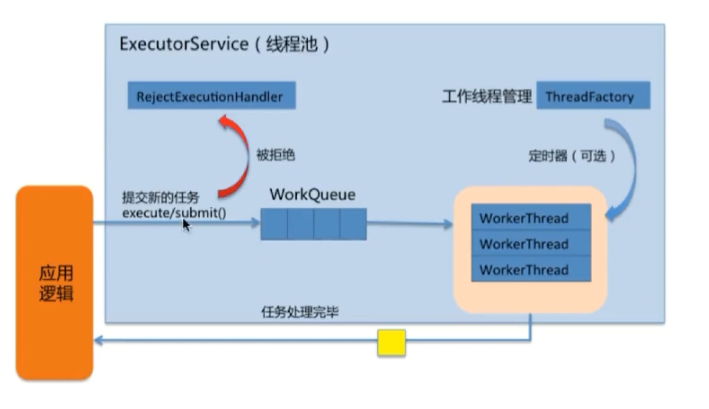 ExecutorService（线程池）
RejectExecutionHandler
工作线程管理 ThreadFactory
被拒绝
定时器（可选）
提交新的任务
execute/submit()
WorkQueue
WorkerThread
WorkerThread
WorkerThread
应用
逻辑
任务处理完毕